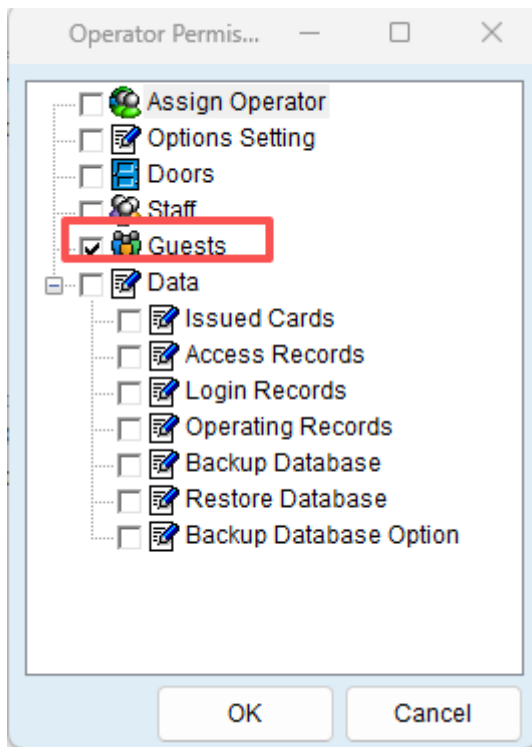 Operator Permis...
Assign Operator
Options Setting
Doors
Staff
Guests
Data
Issued Cards
Access Records
Login Records
Operating Records
Backup Database
Restore Database
Backup Database Option
OK Cancel